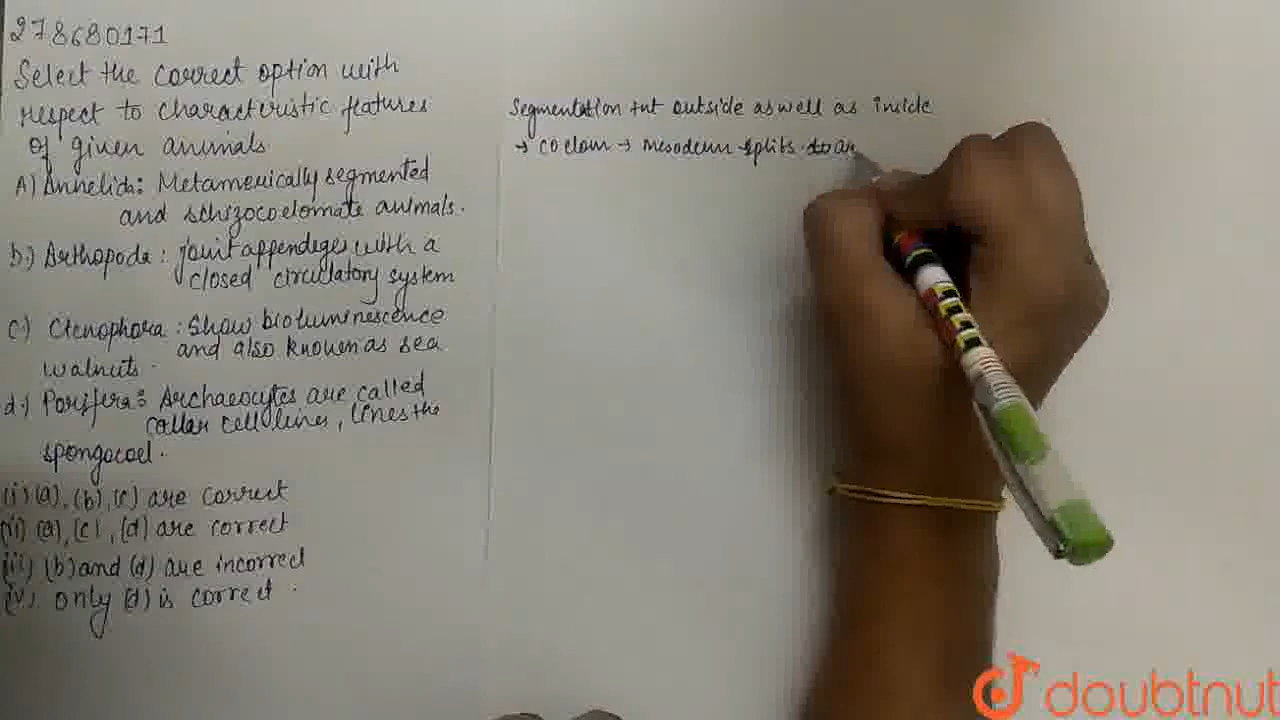 278680171
Select the correct option with
respect to characteristic features
of given animals
A) Annelida: Metamerically segmented
and schizocoelomate animals.
b.) Arthopoda: joint appendeges with a
closed circulatory system
c.) Ctenophora: Show bioluminescence
and also known as sea
walnuts.
d.) Porifera: Archaeocytes are called
collar cell lines, lines the
spongocoel.
(i) (a), (b), (c) are correct
(ii) (a), (c), (d) are correct
(iii) (b) and (d) are incorrect
(iv) only (d) is correct.
Segmentation +nt outside as well as inside
→ coelom → Mesoderm splits
doubtnut